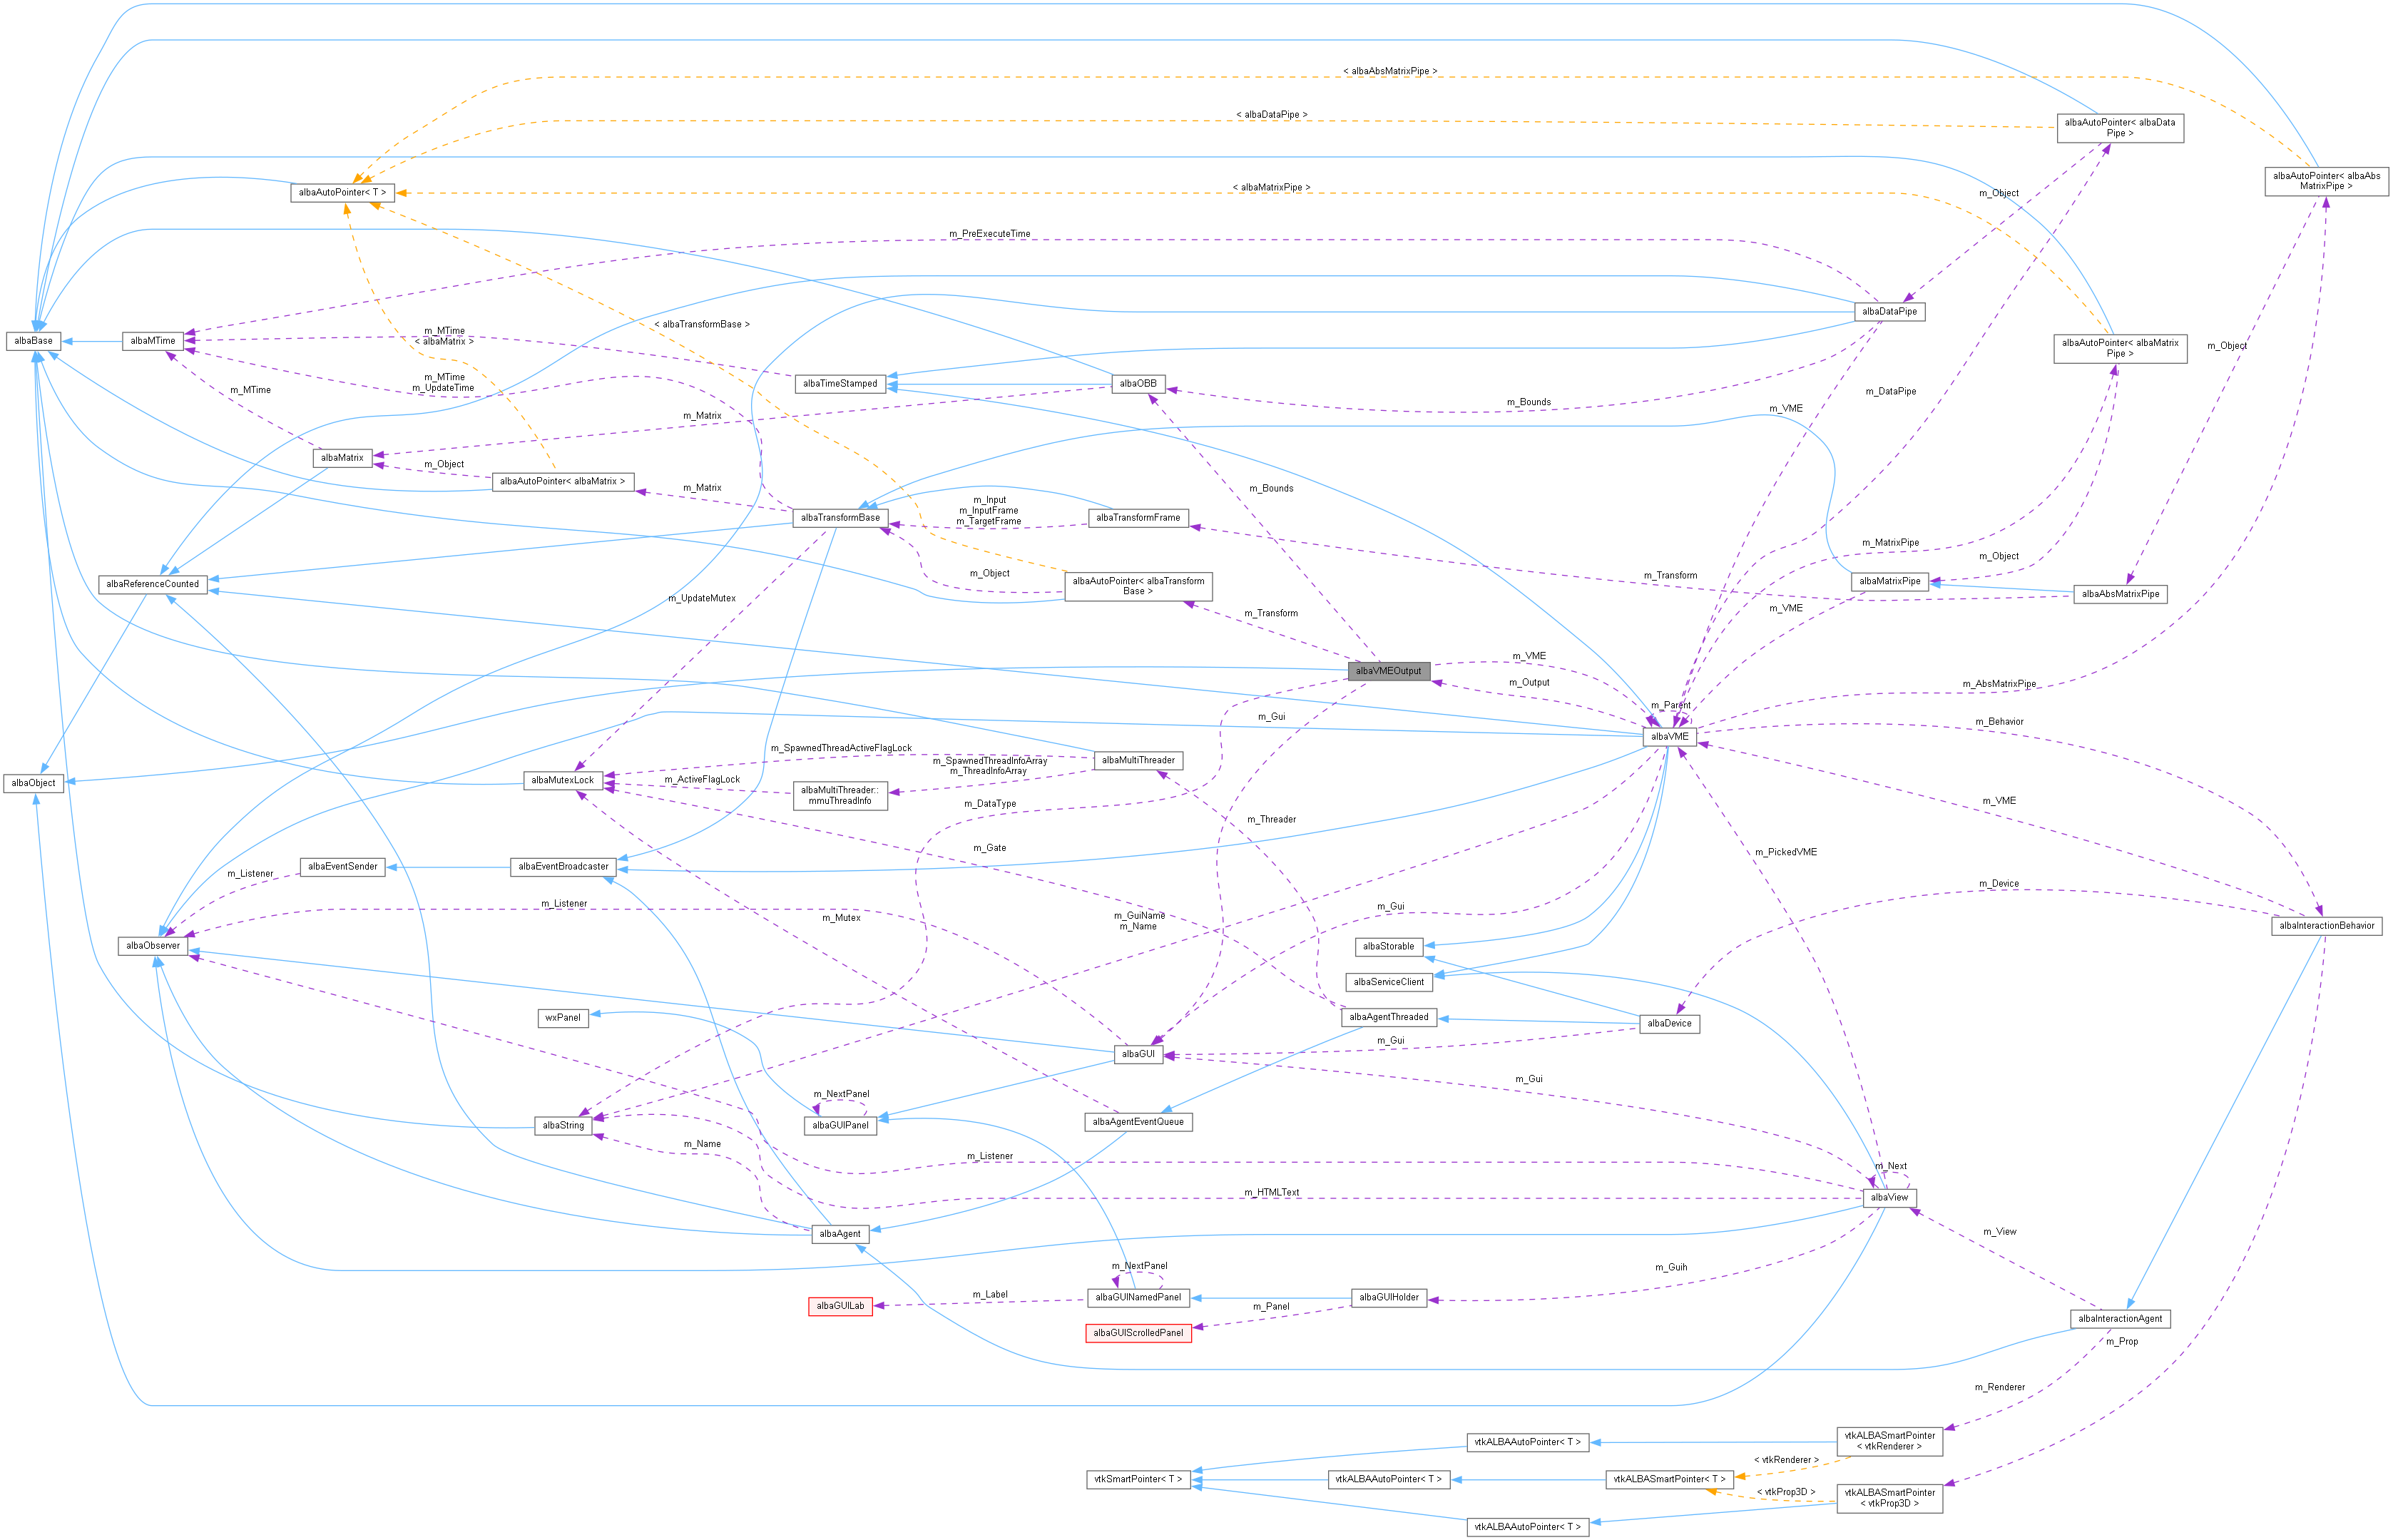 < albaAbsMatrixPipe >
< albaDataPipe >
albaAutoPointer< albaData
Pipe >
albaAutoPointer< albaAbs
MatrixPipe >
albaAutoPointer< T >
< albaMatrixPipe >
m_Object
m_PreExecuteTime
albaDataPipe
< albaTransformBase >
m_MTime
< albaMatrix >
albaBase
albaMTime
albaAutoPointer< albaMatrix
Pipe >
m_Object
m_MTime
m_UpdateTime
m_MTime
albaTimeStamped
albaOBB
m_DataPipe
m_Bounds
m_VME
m_Matrix
albaMatrix
m_Object
albaAutoPointer< albaMatrix >
m_Matrix
m_Bounds
m_Input
m_InputFrame
m_TargetFrame
albaTransformBase
albaTransformFrame
m_MatrixPipe
m_Object
m_Object
m_Transform
albaReferenceCounted
albaAutoPointer< albaTransform
Base >
albaMatrixPipe
albaAbsMatrixPipe
m_UpdateMutex
m_Transform
m_VME
m_VME
albaVMEOutput
m_Output
m_AbsMatrixPipe
m_Parent
m_Gui
m_Behavior
albaVME
m_SpawnedThreadActiveFlagLock
albaMultiThreader
m_SpawnedThreadInfoArray
m_ThreadInfoArray
albaObject
albaMutexLock
m_ActiveFlagLock
albaMultiThreader::
mmuThreadInfo
m_DataType
m_Threader
m_VME
m_Gate
m_PickedVME
albaEventSender
albaEventBroadcaster
m_Listener
m_Device
m_Listener
m_Mutex
m_GuiName
m_Name
m_Gui
albaObserver
albaStorable
albaInteractionBehavior
albaServiceClient
wxPanel
albaAgentThreaded
albaDevice
m_Gui
albaGUI
m_Gui
m_NextPanel
albaString
albaGUIPanel
albaAgentEventQueue
m_Name
m_Listener
m_Next
m_HTMLText
albaView
albaAgent
m_View
m_NextPanel
m_Guih
m_Label
albaGUILab
albaGUINamedPanel
albaGUIHolder
m_Panel
albaGUIScrolledPanel
albaInteractionAgent
m_Prop
m_Renderer
vtkALBAAutoPointer< T >
vtkALBASmartPointer
< vtkRenderer >
< vtkRenderer >
vtkSmartPointer< T >
vtkALBAAutoPointer< T >
vtkALBASmartPointer< T >
< vtkProp3D >
vtkALBASmartPointer
< vtkProp3D >
vtkALBAAutoPointer< T >